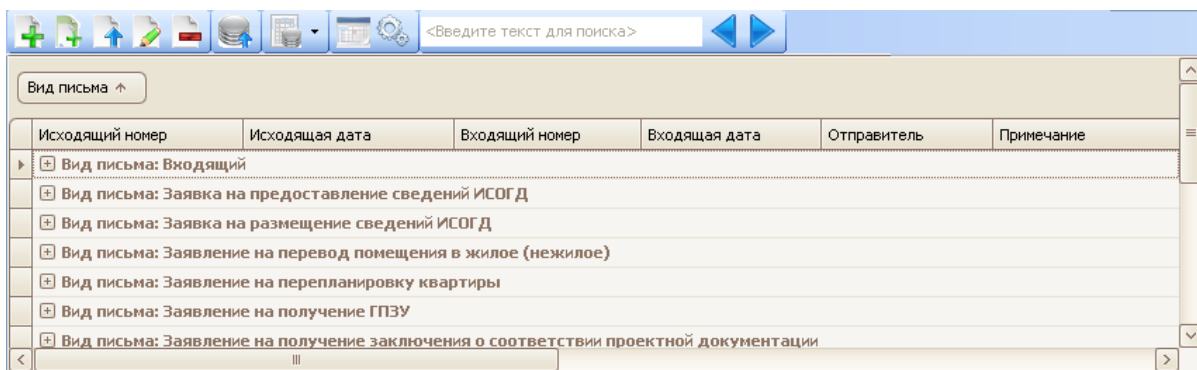 <Введите текст для поиска>
Вид письма
Исходящий номер Исходящая дата Входящий номер Входящая дата Отправитель Примечание
Вид письма: Входящий
Вид письма: Заявка на предоставление сведений ИСОГД
Вид письма: Заявка на размещение сведений ИСОГД
Вид письма: Заявление на перевод помещения в жилое (нежилое)
Вид письма: Заявление на перепланировку квартиры
Вид письма: Заявление на получение ГПЗУ
Вид письма: Заявление на получение заключения о соответствии проектной документации